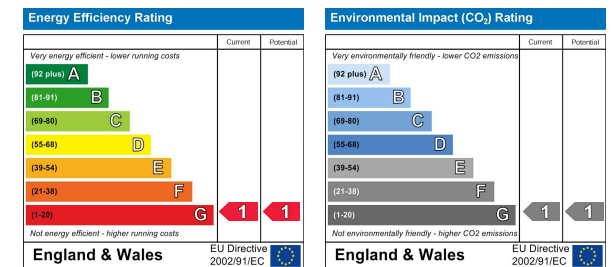 Energy Efficiency Rating
Current Potential
Very energy efficient - lower running costs
(92 plus) A
(81-91) B
(69-80) C
(55-68) D
(39-54) E
(21-38) F
(1-20) G 1 1
Not energy efficient - higher running costs
England & Wales
EU Directive
2002/91/EC
Environmental Impact (CO₂) Rating
Current Potential
Very environmentally friendly - lower CO2 emissions
(92 plus) A
(81-91) B
(69-80) C
(55-68) D
(39-54) E
(21-38) F
(1-20) G 1 1
Not environmentally friendly - higher CO2 emissions
England & Wales
EU Directive
2002/91/EC